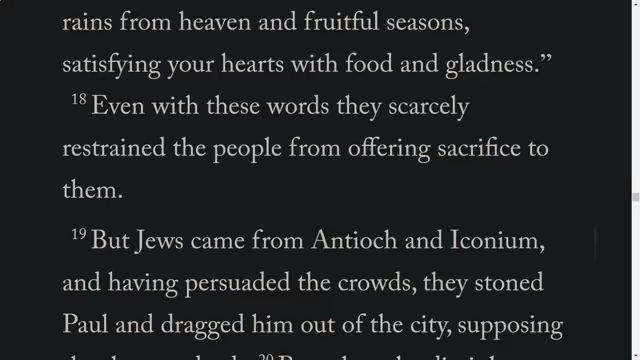 rains from heaven and fruitful seasons,
satisfying your hearts with food and gladness.”
18 Even with these words they scarcely
restrained the people from offering sacrifice to
them.
19 But Jews came from Antioch and Iconium,
and having persuaded the crowds, they stoned
Paul and dragged him out of the city, supposing
20